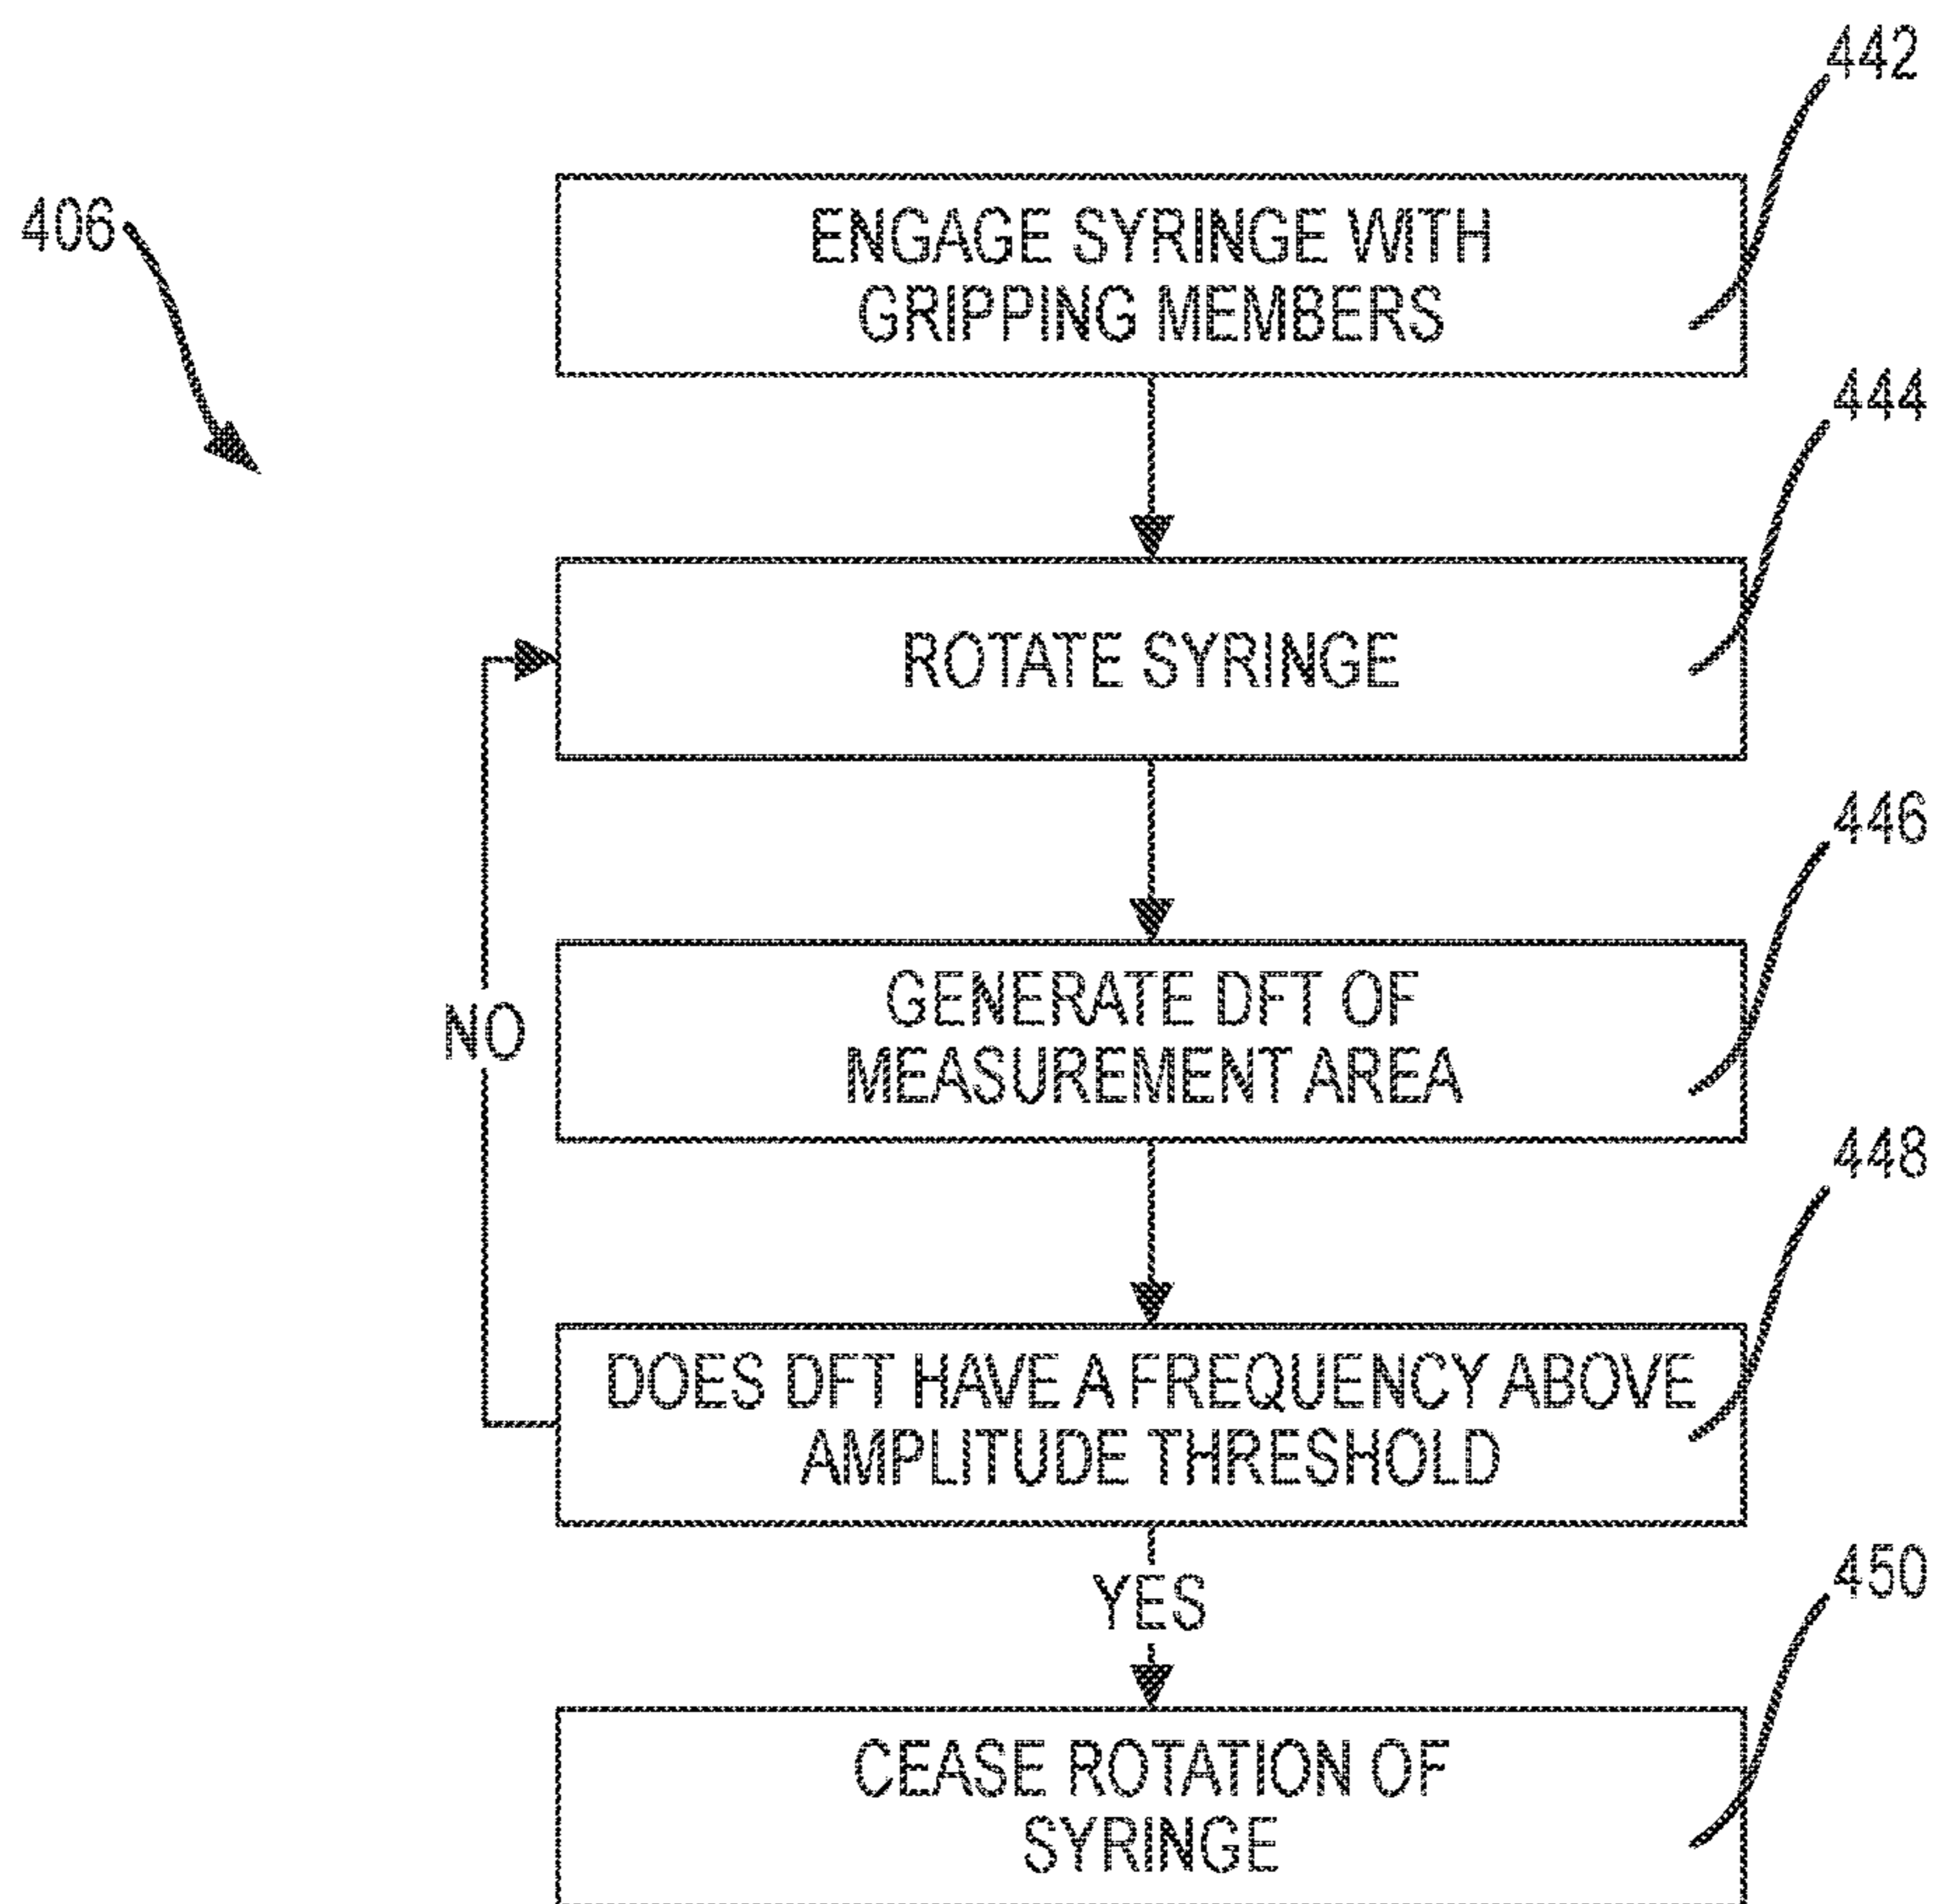 442
406
ENGAGE SYRINGE WITH
GRIPPING MEMBERS
444
ROTATE SYRINGE
446
GENERATE DFT OF
MEASUREMENT AREA
NO
448
DOES DFT HAVE A FREQUENCY ABOVE
AMPLITUDE THRESHOLD
YES
450
CEASE ROTATION OF
SYRINGE